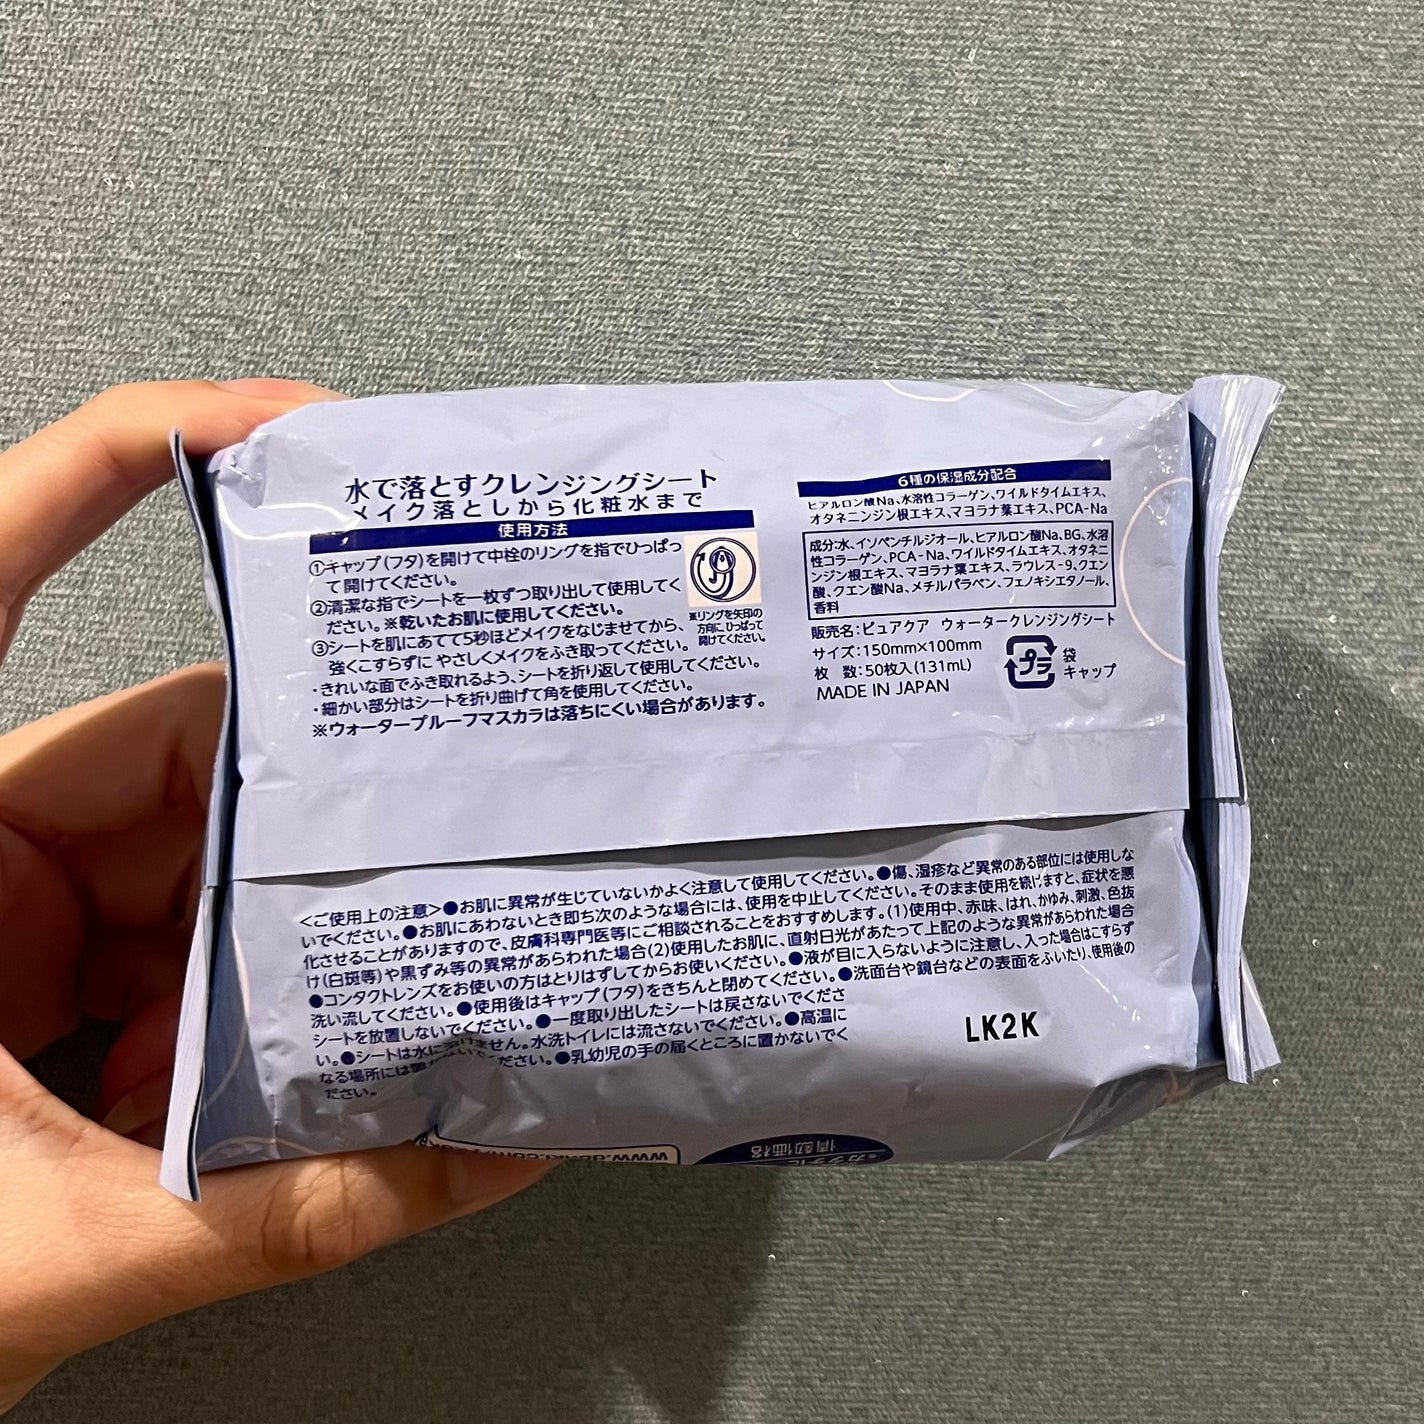 水で落とすクレンジングシート
メイク落としから化粧水まで
使用方法
①キャップ(フタ)を開けて中栓のリングを指でひっぱっ
て開けてください。
②清潔な指でシートを一枚ずつ取り出して使用してく
ださい。※乾いたお肌に使用してください。
③シートを肌にあてて5秒ほどメイクをなじませてから、
強くこすらずに やさしくメイクをふき取ってください。
・きれいな面でふき取れるよう、シートを折り返して使用してください。
・細かい部分はシートを折り曲げて角を使用してください。
※ウォータープルーフマスカラは落ちにくい場合があります。
※リングを矢印の
方向に、ひっぱって
開けてください。
6種の保湿成分配合
ヒアルロン酸Na、水溶性コラーゲン、ワイルドタイムエキス、
オタネニンジン根エキス、マヨラナ葉エキス、PCA-Na
成分:水、イソペンチルジオール、ヒアルロン酸Na、BG、水溶
性コラーゲン、PCA-Na、ワイルドタイムエキス、オタネニ
ンジン根エキス、マヨラナ葉エキス、ラウレス-9、クエン
酸、クエン酸Na、メチルパラベン、フェノキシエタノール、
香料
販売名:ピュアクア ウォータークレンジングシート
サイズ:150mm×100mm
枚 数:50枚入(131mL)
MADE IN JAPAN
プラ
袋
キャップ
<ご使用上の注意>●お肌に異常が生じていないかよく注意して使用してください。●傷、湿疹など異常のある部位には使用しな
いでください。●お肌にあわないとき即ち次のような場合には、使用を中止してください。そのまま使用を続けますと、症状を悪
化させることがありますので、皮膚科専門医等にご相談されることをおすすめします。(1)使用中、赤味、はれ、かゆみ、刺激、色抜
け(白斑等)や黒ずみ等の異常があらわれた場合(2)使用したお肌に、直射日光があたって上記のような異常があらわれた場合
●コンタクトレンズをお使いの方はとりはずしてからお使いください。●液が目に入らないように注意し、入った場合はこすらず
洗い流してください。●使用後はキャップ(フタ)をきちんと閉めてください。●洗面台や鏡台などの表面をふいたり、使用後の
シートを放置しないでください。●一度取り出したシートは戻さないでくださ
い。●シートは水に溶けません。水洗トイレには流さないでください。●高温に
なる場所には置かないでください。●乳幼児の手の届くところに置かないでく
ださい。
LK2K
情勤価格